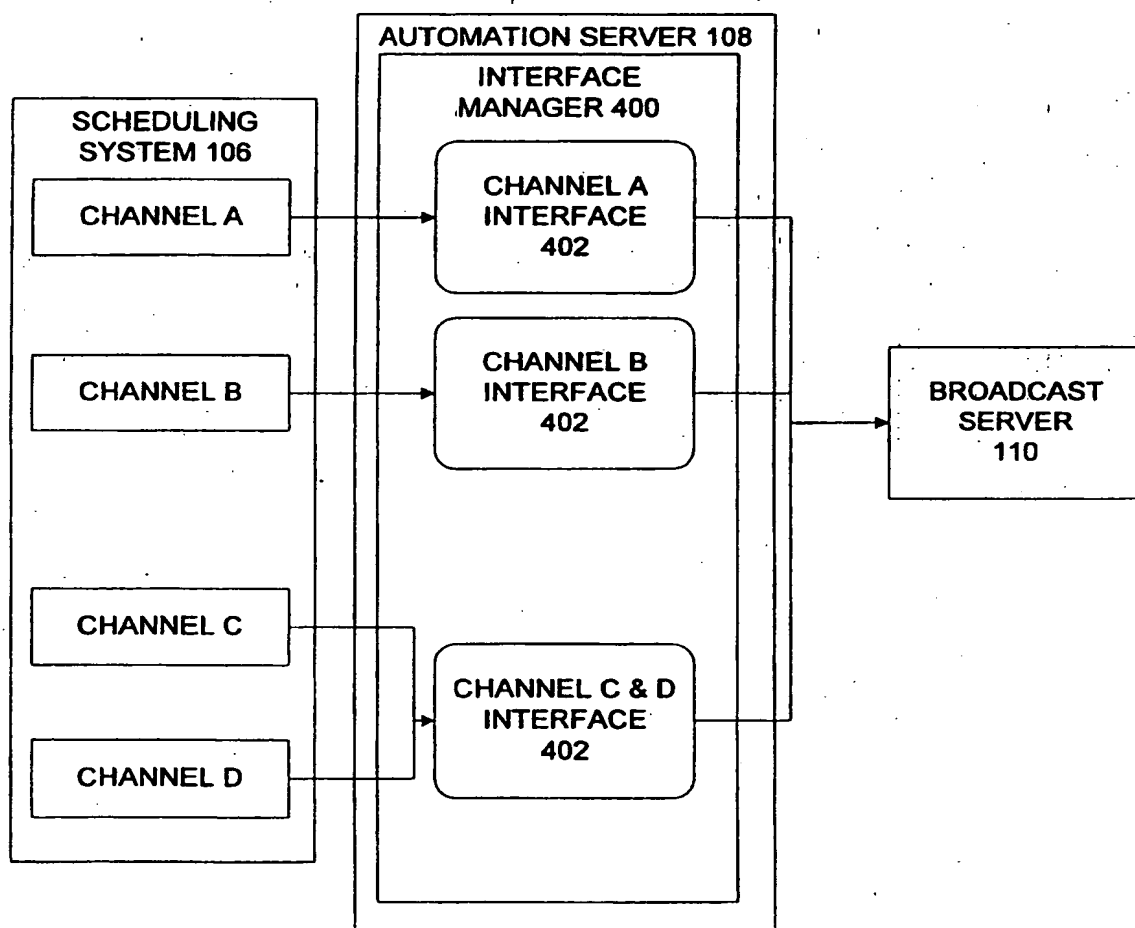 AUTOMATION SERVER 108
INTERFACE
MANAGER 400
SCHEDULING
SYSTEM 106
CHANNEL A
CHANNEL A
INTERFACE
402
CHANNEL B
CHANNEL B
INTERFACE
402
BROADCAST
SERVER
110
CHANNEL C
CHANNEL C & D
INTERFACE
402
CHANNEL D